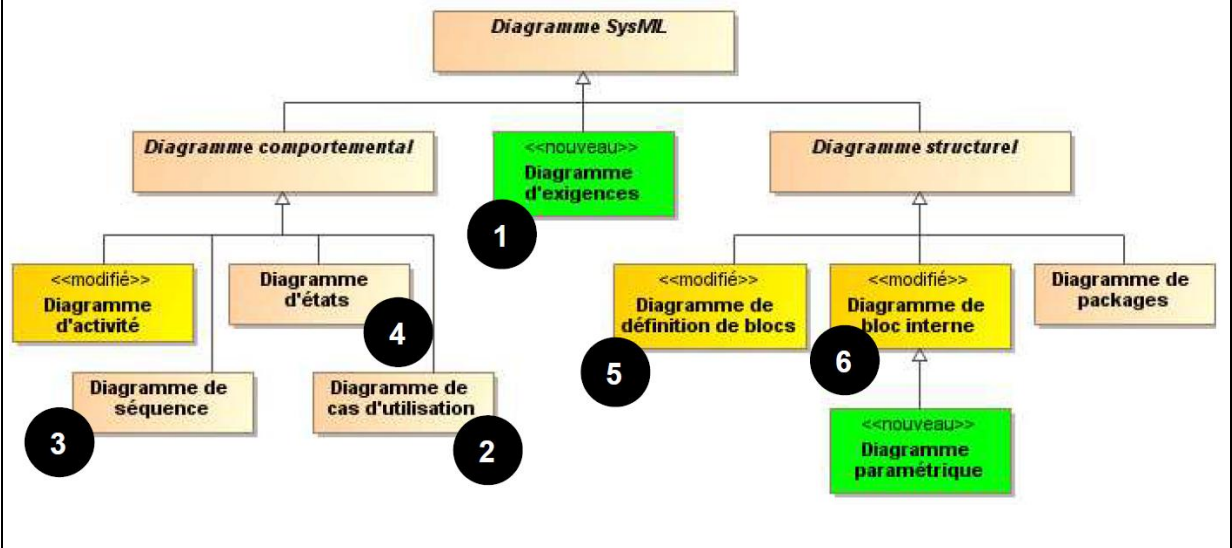 Diagramme SysML
Diagramme comportemental
<<nouveau>>
Diagramme
d'exigences
1
Diagramme structurel
<<modifié>>
Diagramme
d'activité
Diagramme
d'états
4
<<modifié>>
Diagramme de
définition de blocs
5
<<modifié>>
Diagramme de
bloc interne
6
Diagramme de
packages
Diagramme de
séquence
3
Diagramme de
cas d'utilisation
2
<<nouveau>>
Diagramme
paramétrique